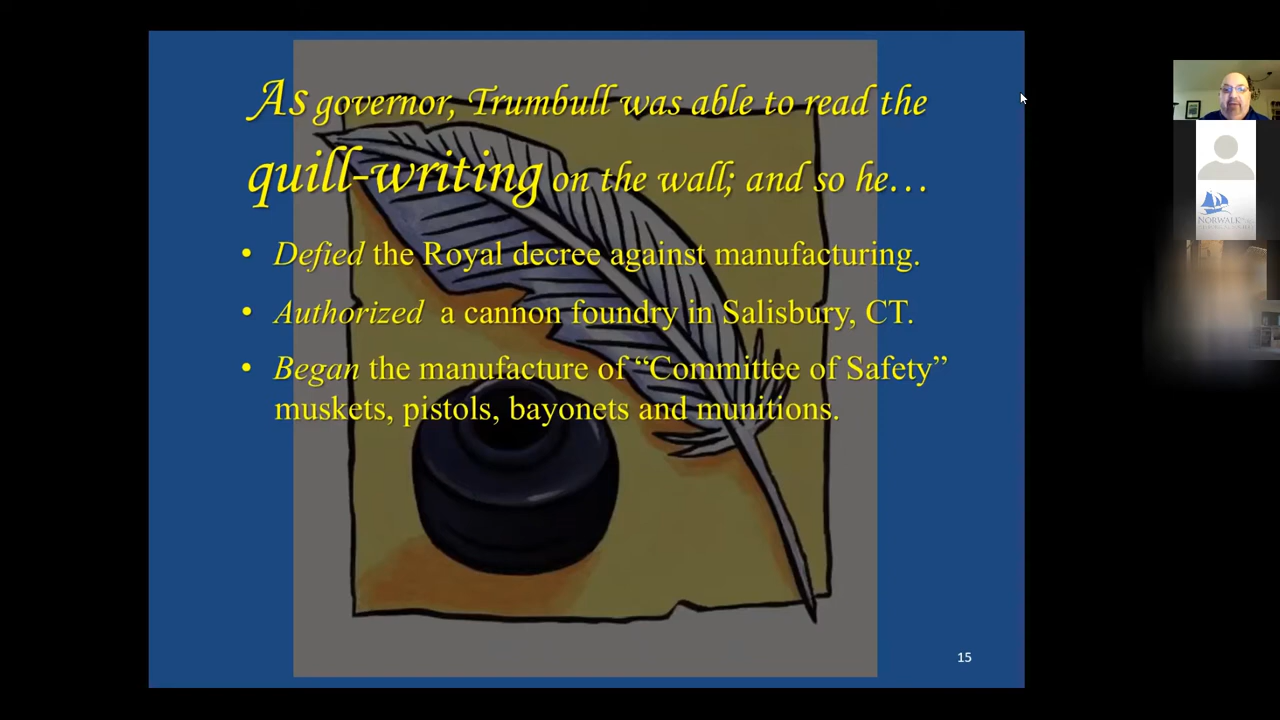 As governor, Trumbull was able to read the
quill-writing on the wall; and so he…
• Defied the Royal decree against manufacturing.
• Authorized a cannon foundry in Salisbury, CT.
• Began the manufacture of “Committee of Safety”
muskets, pistols, bayonets and munitions.
15
NORWALK